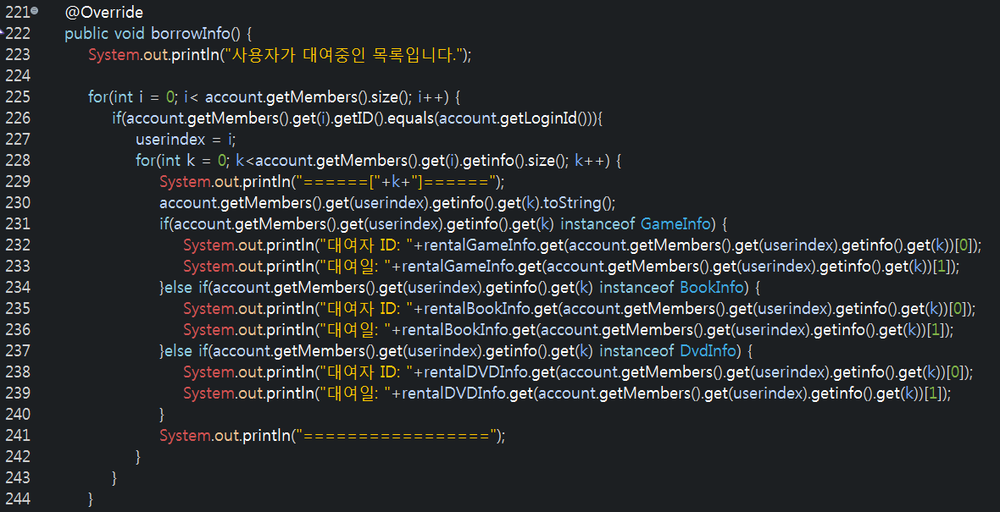 221 @Override
222 public void borrowInfo() {
223 System.out.println("사용자가 대여중인 목록입니다.");
224
225 for(int i = 0; i< account.getMembers().size(); i++) {
226 if(account.getMembers().get(i).getID().equals(account.getLoginId())){
227 userindex = i;
228 for(int k = 0; k<account.getMembers().get(i).getinfo().size(); k++) {
229 System.out.println("======["+k+"]======");
230 account.getMembers().get(userindex).getinfo().get(k).toString();
231 if(account.getMembers().get(userindex).getinfo().get(k) instanceof GameInfo) {
232 System.out.println("대여자 ID: "+rentalGameInfo.get(account.getMembers().get(userindex).getinfo().get(k))[0]);
233 System.out.println("대여일: "+rentalGameInfo.get(account.getMembers().get(userindex).getinfo().get(k))[1]);
234 }else if(account.getMembers().get(userindex).getinfo().get(k) instanceof BookInfo) {
235 System.out.println("대여자 ID: "+rentalBookInfo.get(account.getMembers().get(userindex).getinfo().get(k))[0]);
236 System.out.println("대여일: "+rentalBookInfo.get(account.getMembers().get(userindex).getinfo().get(k))[1]);
237 }else if(account.getMembers().get(userindex).getinfo().get(k) instanceof DvdInfo) {
238 System.out.println("대여자 ID: "+rentalDVDInfo.get(account.getMembers().get(userindex).getinfo().get(k))[0]);
239 System.out.println("대여일: "+rentalDVDInfo.get(account.getMembers().get(userindex).getinfo().get(k))[1]);
240 }
241 System.out.println("=================");
242 }
243 }
244 }